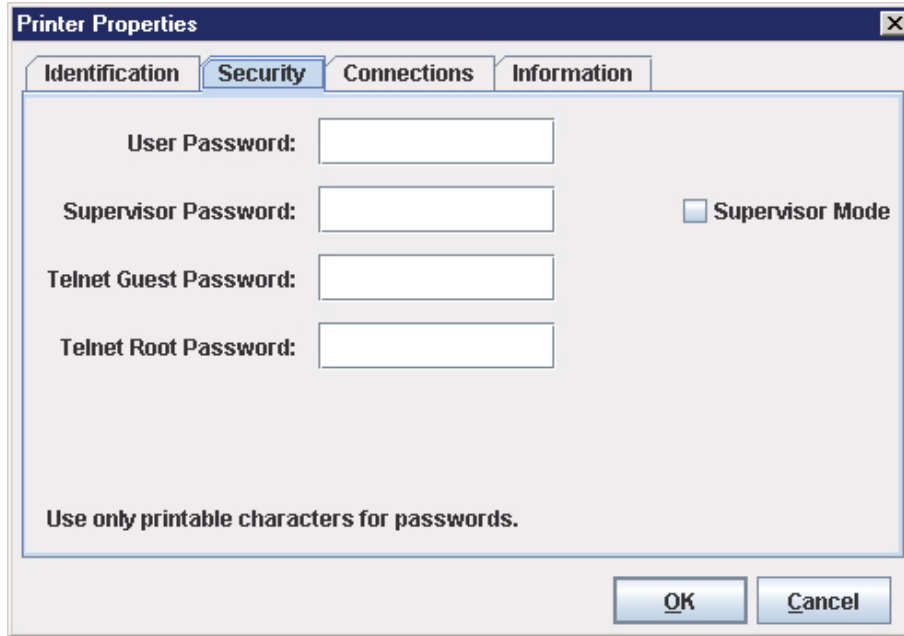 Printer Properties
Identification Security Connections Information
User Password:
Supervisor Password: Supervisor Mode
Telnet Guest Password:
Telnet Root Password:
Use only printable characters for passwords.
OK Cancel